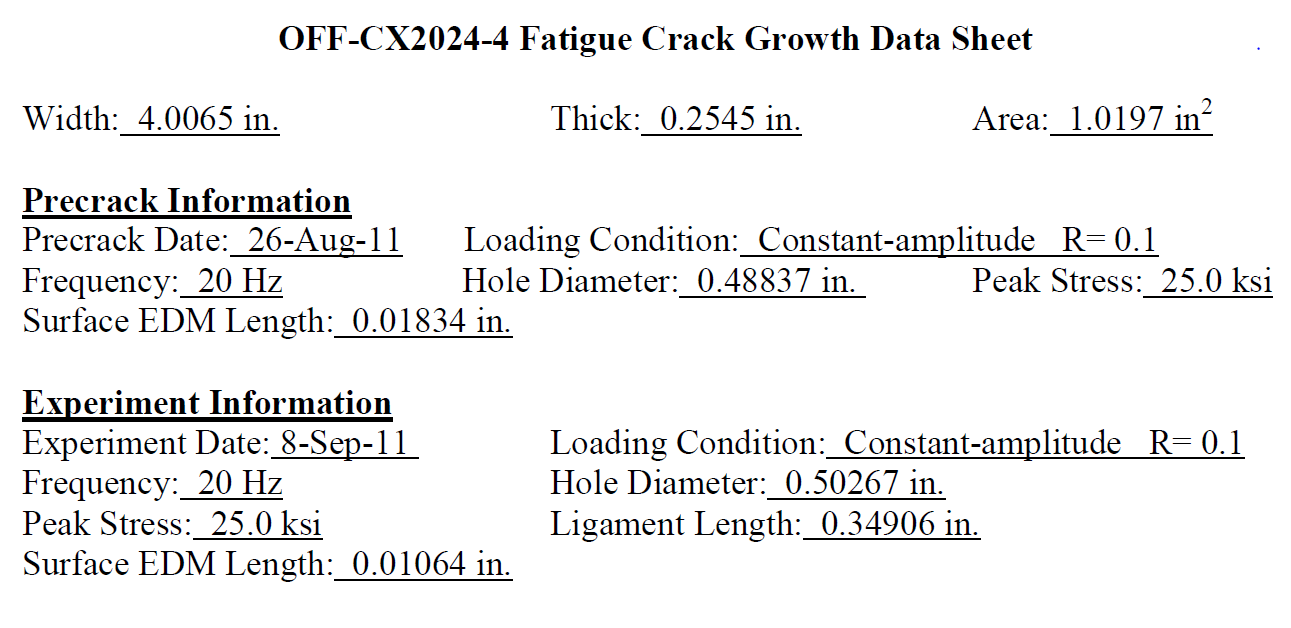 OFF-CX2024-4 Fatigue Crack Growth Data Sheet
Width: 4.0065 in. Thick: 0.2545 in. Area: 1.0197 in²
Precrack Information
Precrack Date: 26-Aug-11 Loading Condition: Constant-amplitude R= 0.1
Frequency: 20 Hz Hole Diameter: 0.48837 in. Peak Stress: 25.0 ksi
Surface EDM Length: 0.01834 in.
Experiment Information
Experiment Date: 8-Sep-11 Loading Condition: Constant-amplitude R= 0.1
Frequency: 20 Hz Hole Diameter: 0.50267 in.
Peak Stress: 25.0 ksi Ligament Length: 0.34906 in.
Surface EDM Length: 0.01064 in.